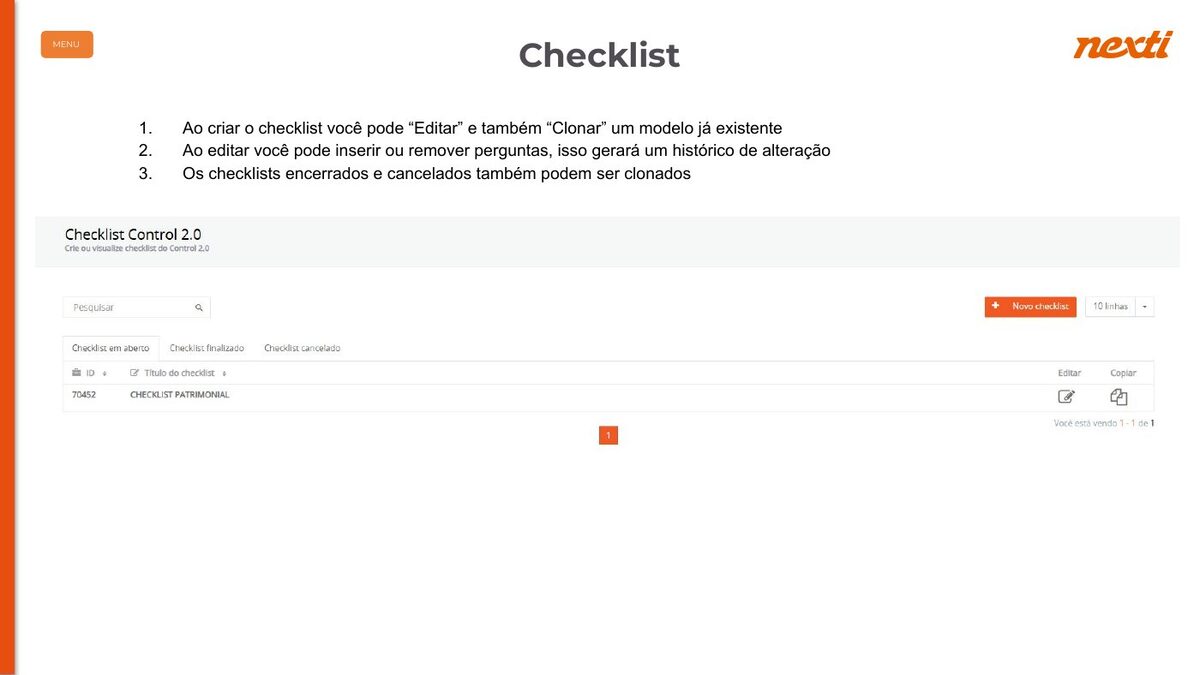 MENU
Checklist
nexti
1. Ao criar o checklist você pode “Editar” e também “Clonar” um modelo já existente
2. Ao editar você pode inserir ou remover perguntas, isso gerará um histórico de alteração
3. Os checklists encerrados e cancelados também podem ser clonados
Checklist Control 2.0
Crie ou visualize checklist do Control 2.0
Pesquisar
Novo checklist
10 linhas
Checklist em aberto Checklist finalizado Checklist cancelado
ID Título do checklist Editar Copiar
70452 CHECKLIST PATRIMONIAL
Você está vendo 1 - 1 de 1
1